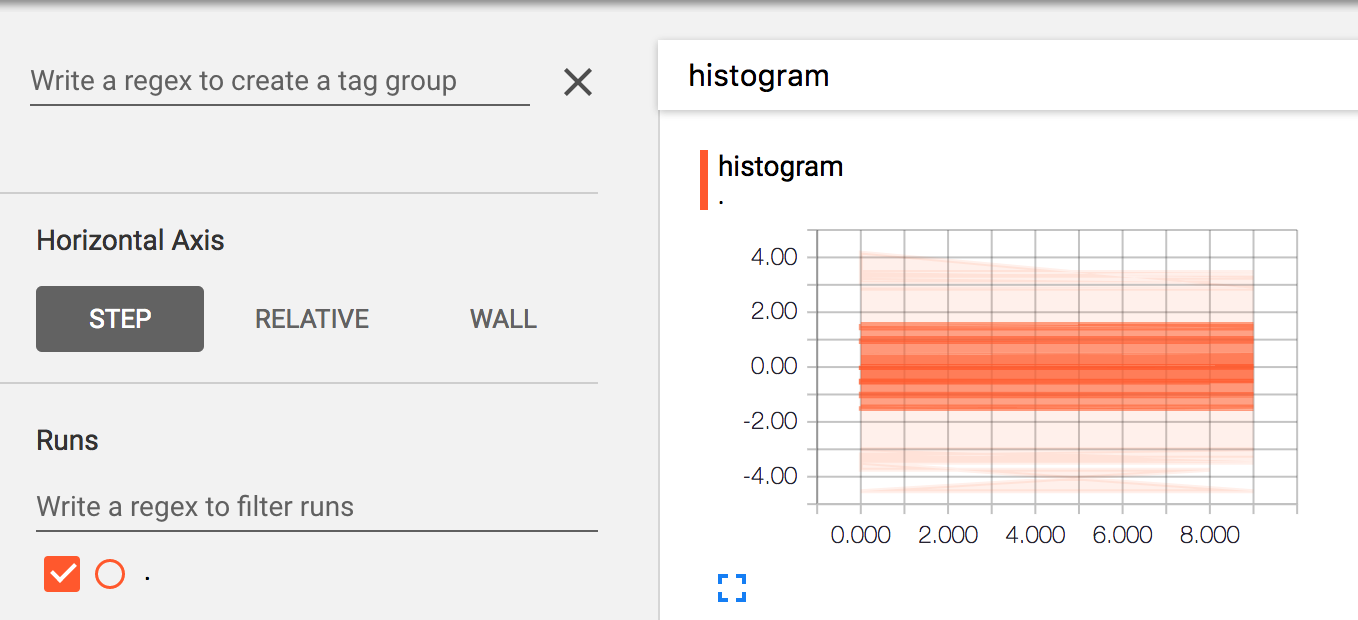 Write a regex to create a tag group
Horizontal Axis
STEP RELATIVE WALL
Runs
Write a regex to filter runs
.
histogram
histogram
.
4.00
2.00
0.00
-2.00
-4.00
0.000 2.000 4.000 6.000 8.000